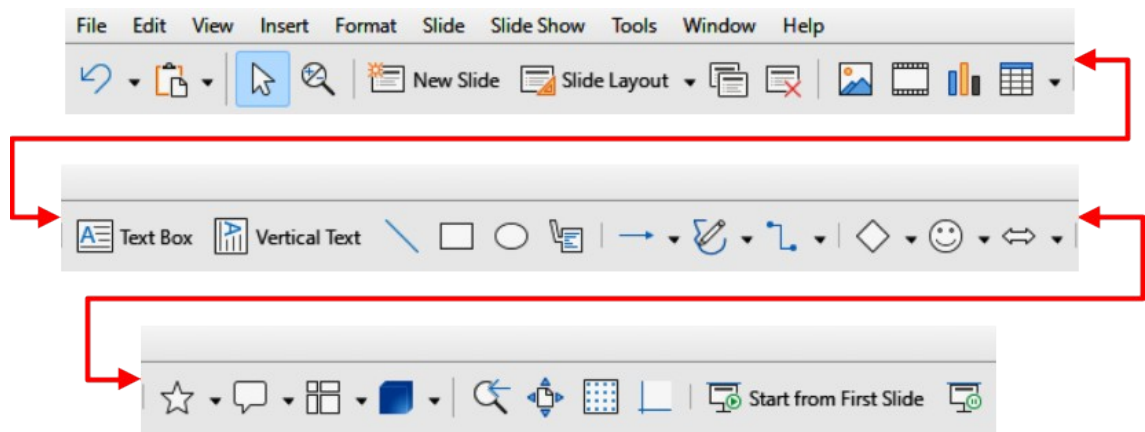 File Edit View Insert Format Slide Slide Show Tools Window Help
New Slide Slide Layout
Text Box Vertical Text
Start from First Slide